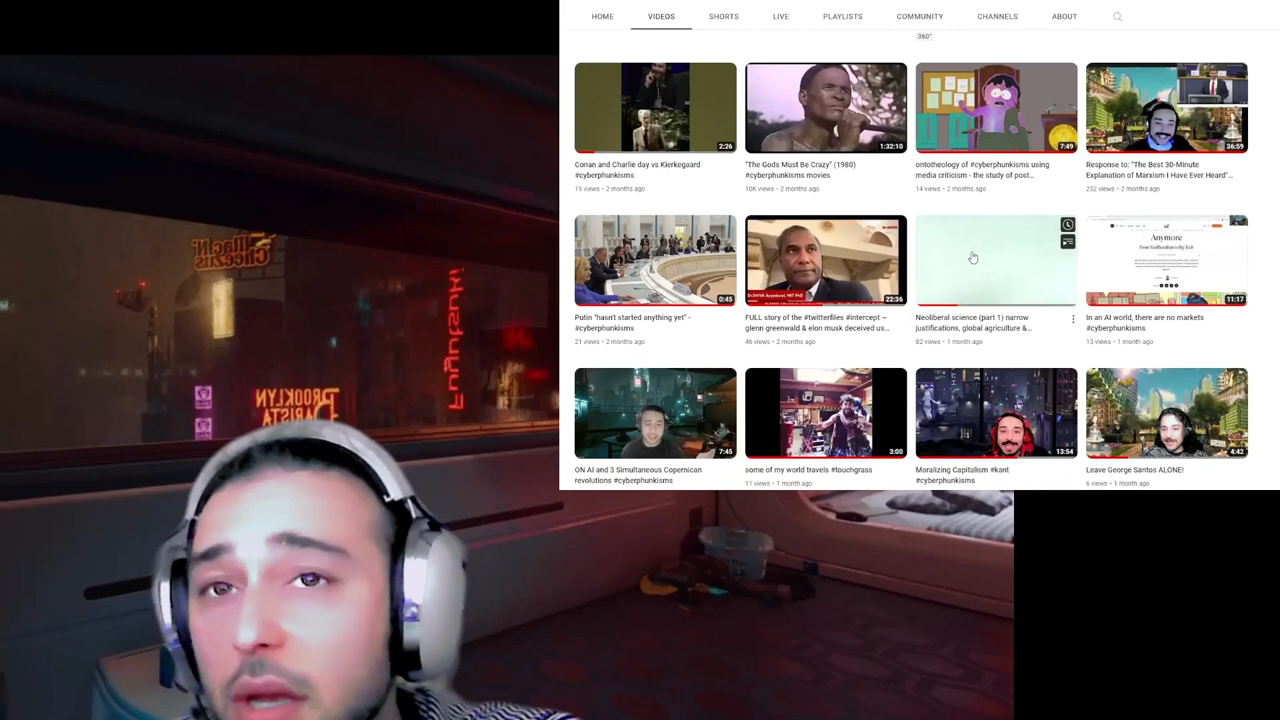 HOME VIDEOS SHORTS LIVE PLAYLISTS COMMUNITY CHANNELS ABOUT
360°
2:26
1:32:10
7:49
36:59
Conan and Charlie day vs Kierkegaard
#cyberphunkisms
19 views • 2 months ago
"The Gods Must Be Crazy" (1980)
#cyberphunkisms movies
10K views • 2 months ago
ontotheology of #cyberphunkisms using
media criticism - the study of post...
14 views • 2 months ago
Response to: "The Best 30-Minute
Explanation of Marxism I Have Ever Heard"...
252 views • 2 months ago
0:45
Dr.SHIVA Ayyadurai, MIT PhD
22:36
Anymore
11:17
Putin "hasn't started anything yet" -
#cyberphunkisms
21 views • 2 months ago
FULL story of the #twitterfiles #intercept ~
glenn greenwald & elon musk deceived us...
46 views • 2 months ago
Neoliberal science (part 1) narrow
justifications, global agriculture &...
82 views • 1 month ago
In an AI world, there are no markets
#cyberphunkisms
13 views • 1 month ago
7:45
3:00
13:54
4:42
ON AI and 3 Simultaneous Copernican
revolutions #cyberphunkisms
some of my world travels #touchgrass
11 views • 1 month ago
Moralizing Capitalism #kant
#cyberphunkisms
Leave George Santos ALONE!
6 views • 1 month ago
BROOKLYN
BARISTA